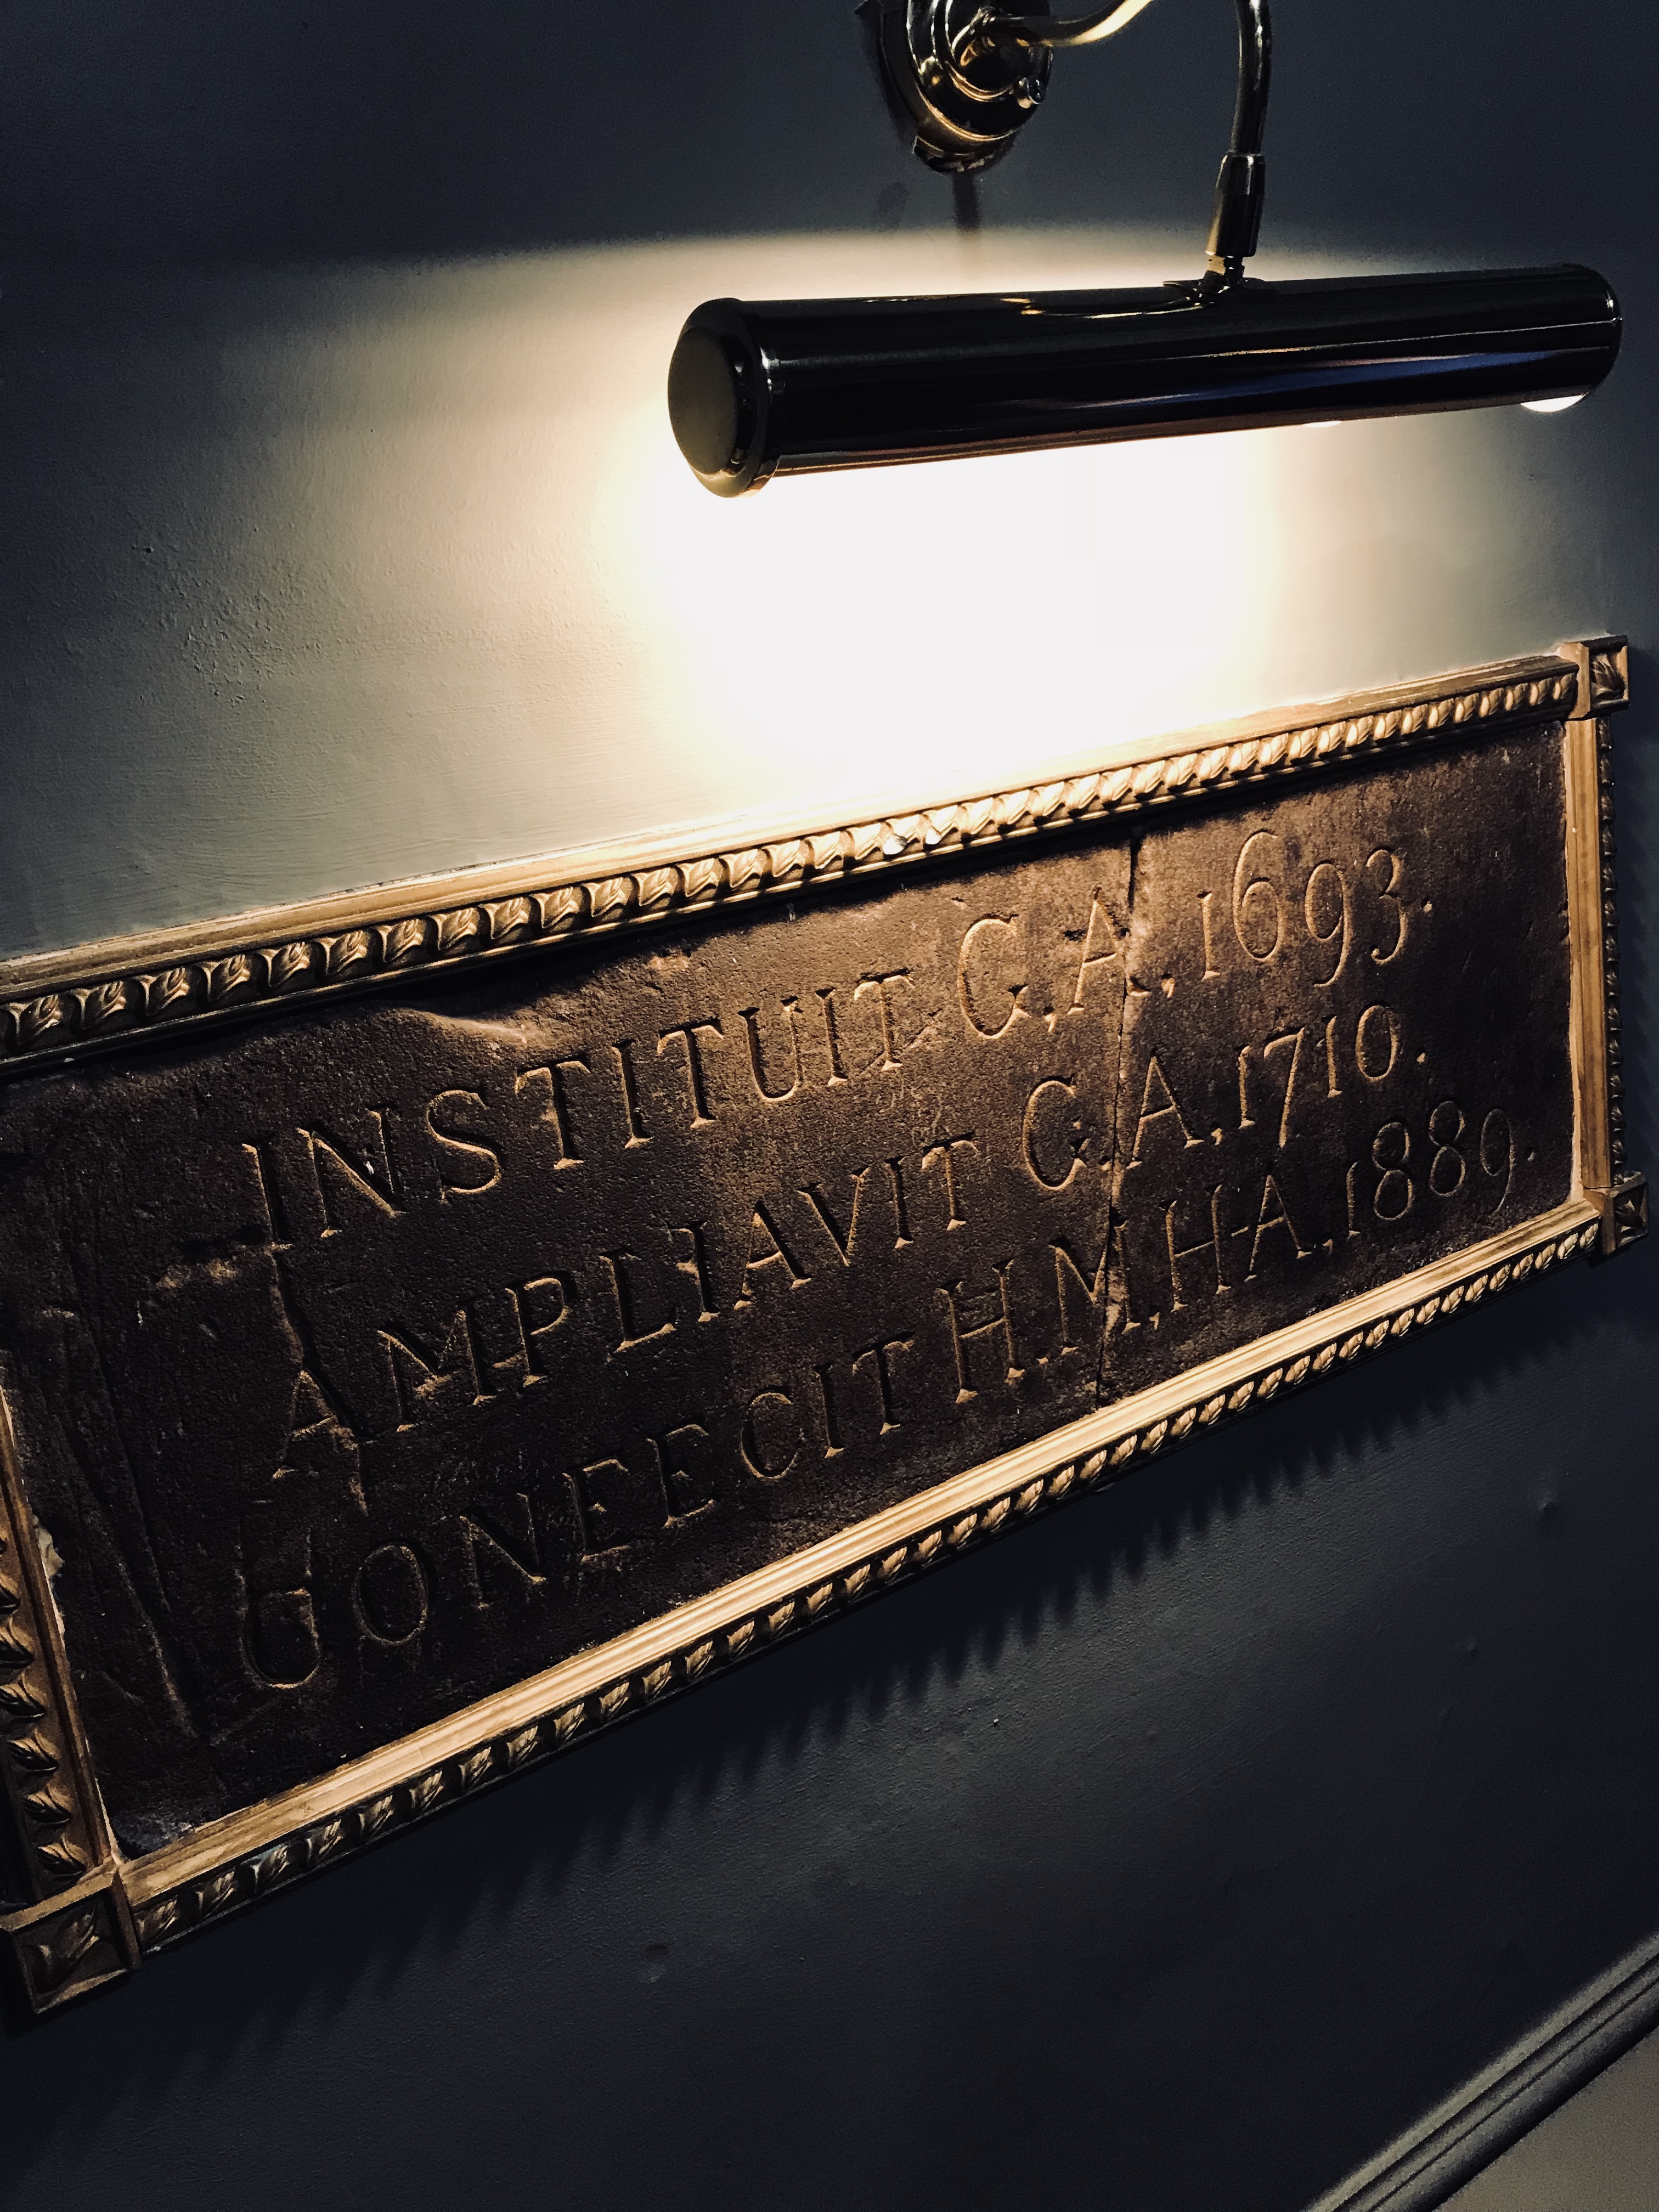 INSTITUIT G,A, 1693.
AMPLIAVIT G.A, 1710.
CONFECIT H.M,H-A, 1889.